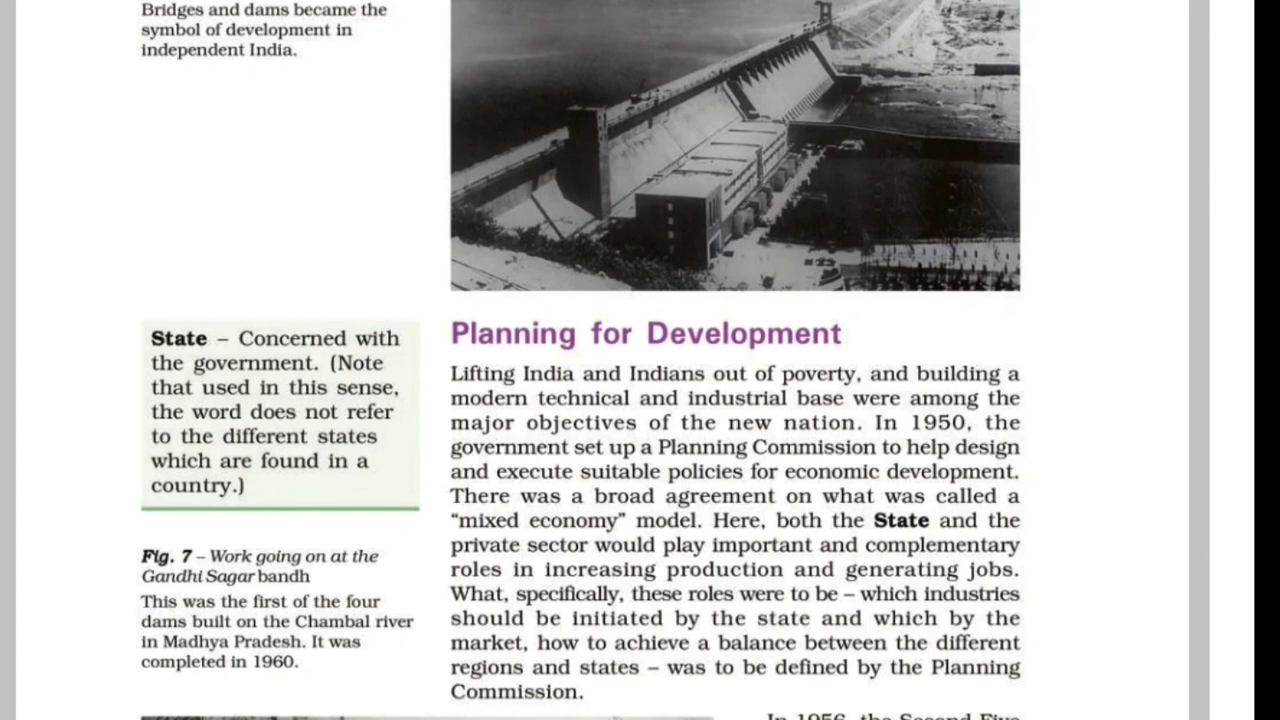 Bridges and dams became the
symbol of development in
independent India.
State – Concerned with
the government. (Note
that used in this sense,
the word does not refer
to the different states
which are found in a
country.)
Fig. 7 – Work going on at the
Gandhi Sagar bandh
This was the first of the four
dams built on the Chambal river
in Madhya Pradesh. It was
completed in 1960.
Planning for Development
Lifting India and Indians out of poverty, and building a
modern technical and industrial base were among the
major objectives of the new nation. In 1950, the
government set up a Planning Commission to help design
and execute suitable policies for economic development.
There was a broad agreement on what was called a
“mixed economy” model. Here, both the State and the
private sector would play important and complementary
roles in increasing production and generating jobs.
What, specifically, these roles were to be – which industries
should be initiated by the state and which by the
market, how to achieve a balance between the different
regions and states – was to be defined by the Planning
Commission.
In 1956, the Second Five